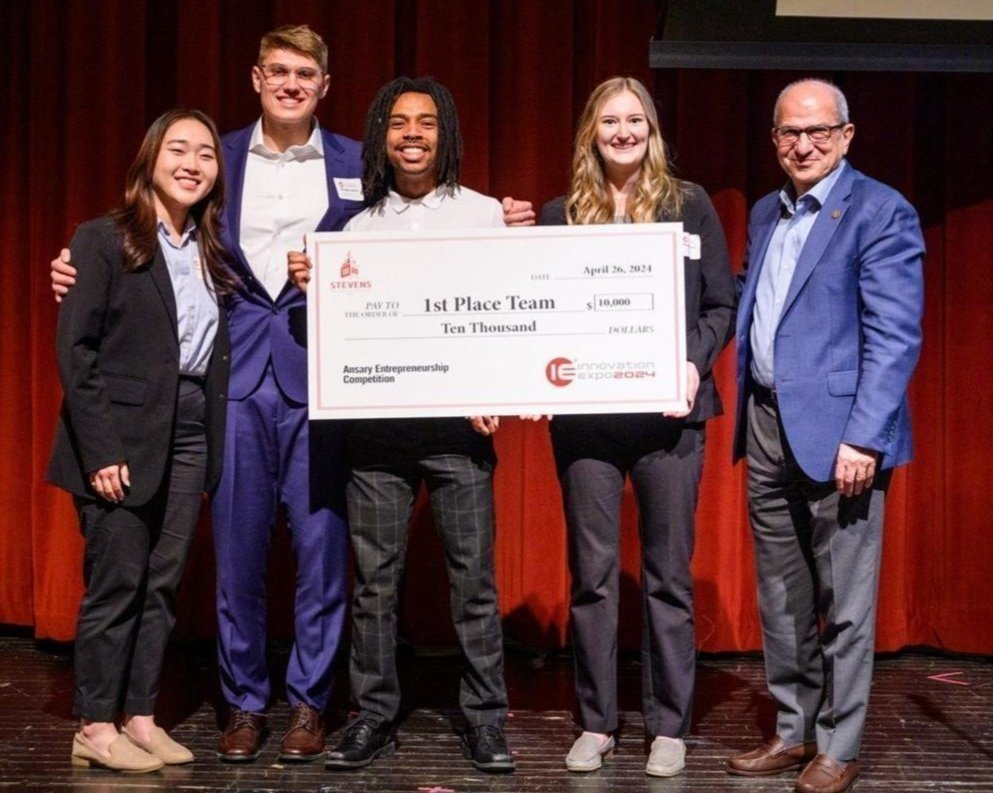 STEVENS
DATE April 26, 2024
PAY TO
THE ORDER OF 1st Place Team $ 10,000
Ten Thousand DOLLARS
Ansary Entrepreneurship
Competition
IE innovation
expo2024